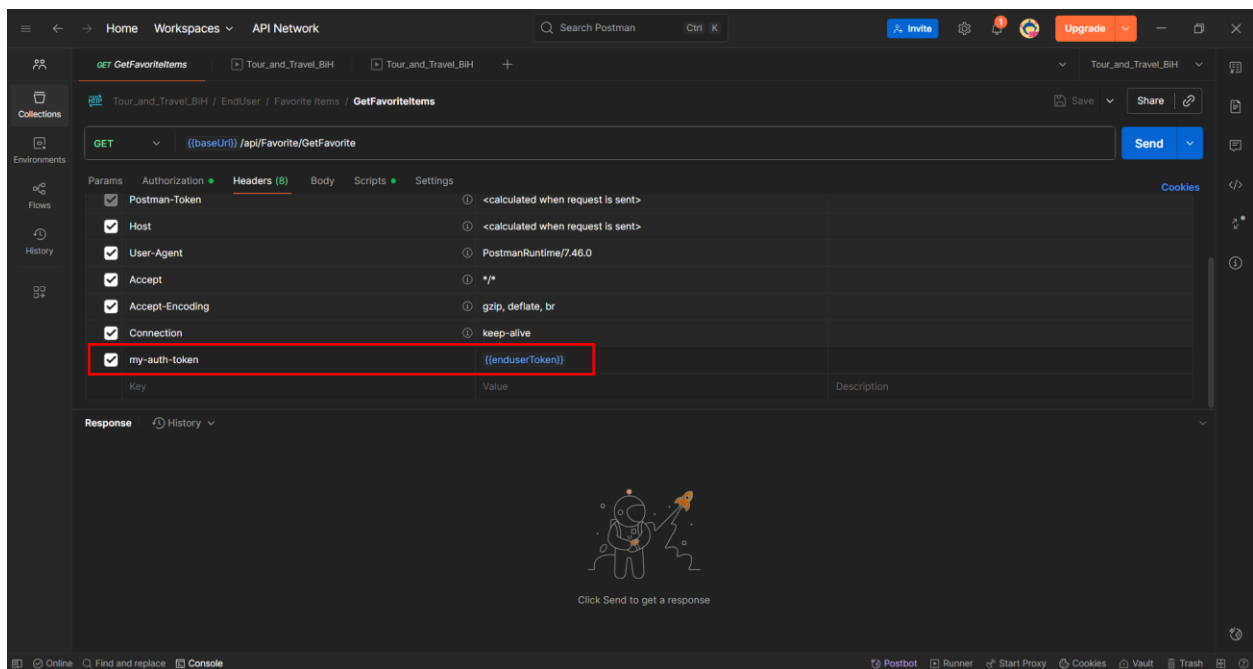 Home Workspaces API Network Search Postman Ctrl K Invite 1 Upgrade
GET GetFavoriteItems Tour_and_Travel_BiH Tour_and_Travel_BiH Tour_and_Travel_BiH
Collections
Environments
Flows
History
HTTP Tour_and_Travel_BiH / EndUser / Favorite Items / GetFavoriteItems Save Share
GET {{baseUrl}} /api/Favorite/GetFavorite Send
Params Authorization Headers (8) Body Scripts Settings Cookies
Postman-Token <calculated when request is sent>
Host <calculated when request is sent>
User-Agent PostmanRuntime/7.46.0
Accept */*
Accept-Encoding gzip, deflate, br
Connection keep-alive
my-auth-token {{enduserToken}}
Key Value Description
Response History
Click Send to get a response
Online Find and replace Console Postbot Runner Start Proxy Cookies Vault Trash